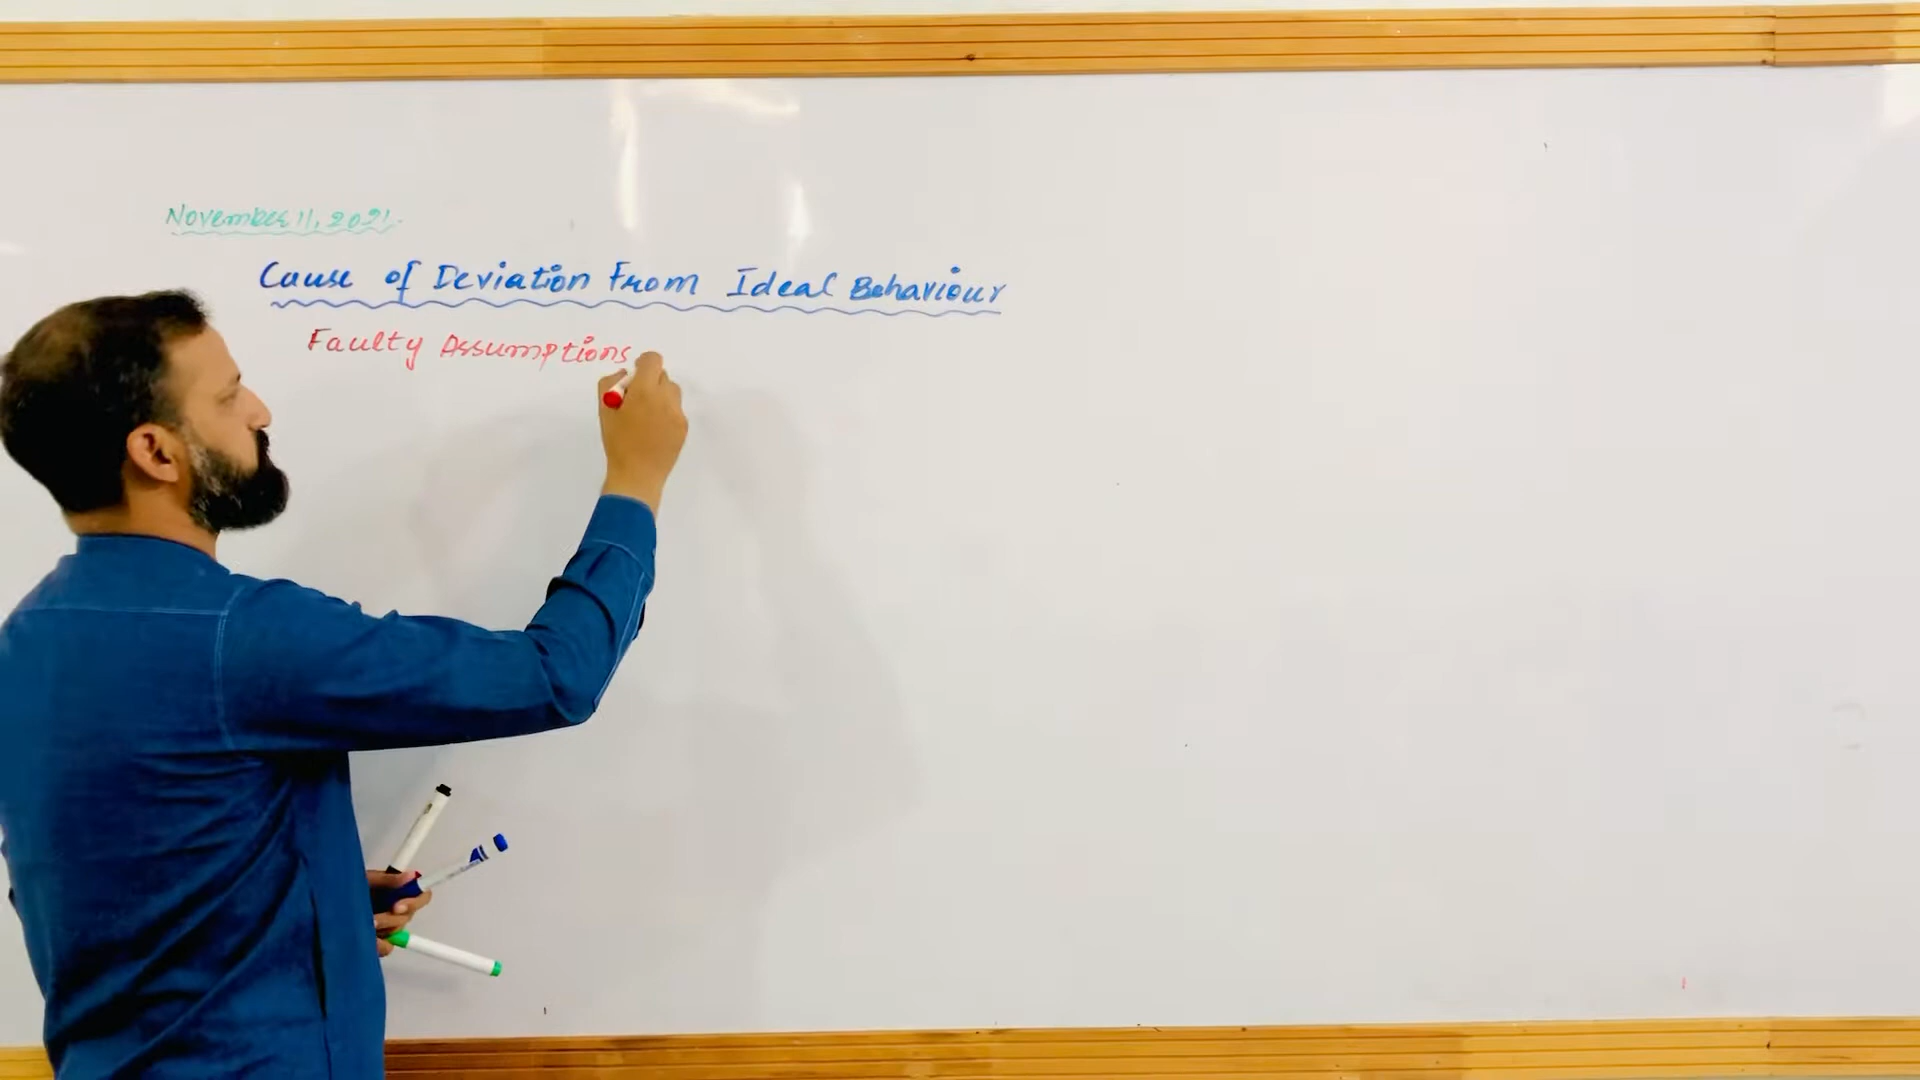 November 11, 2021.
Cause of Deviation From Ideal Behaviour
Faulty Assumptions